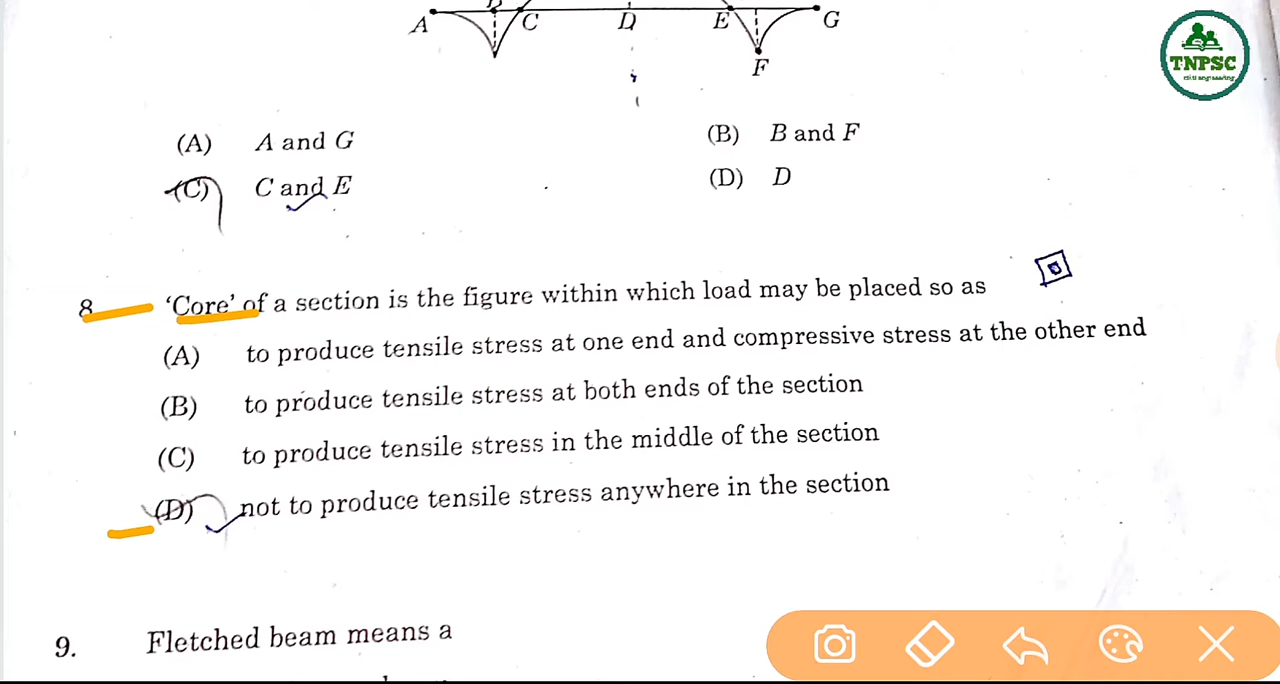 A C D E G
F
TNPSC
(A) A and G (B) B and F
(C) C and E (D) D
8 'Core' of a section is the figure within which load may be placed so as
(A) to produce tensile stress at one end and compressive stress at the other end
(B) to produce tensile stress at both ends of the section
(C) to produce tensile stress in the middle of the section
(D) not to produce tensile stress anywhere in the section
9. Fletched beam means a